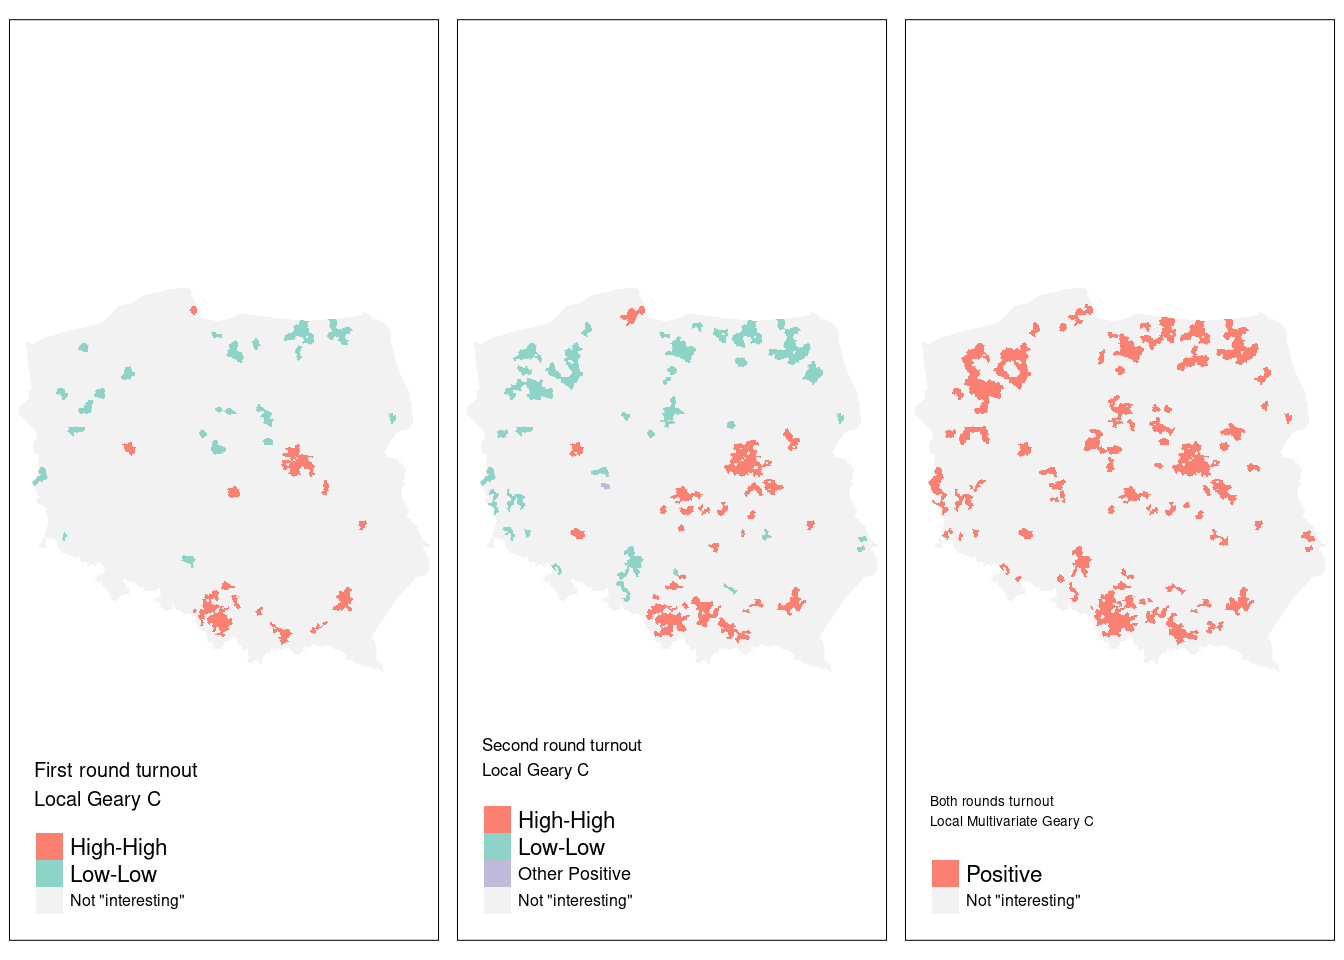 First round turnout
Local Geary C
High-High
Low-Low
Not "interesting"
Second round turnout
Local Geary C
High-High
Low-Low
Other Positive
Not "interesting"
Both rounds turnout
Local Multivariate Geary C
Positive
Not "interesting"